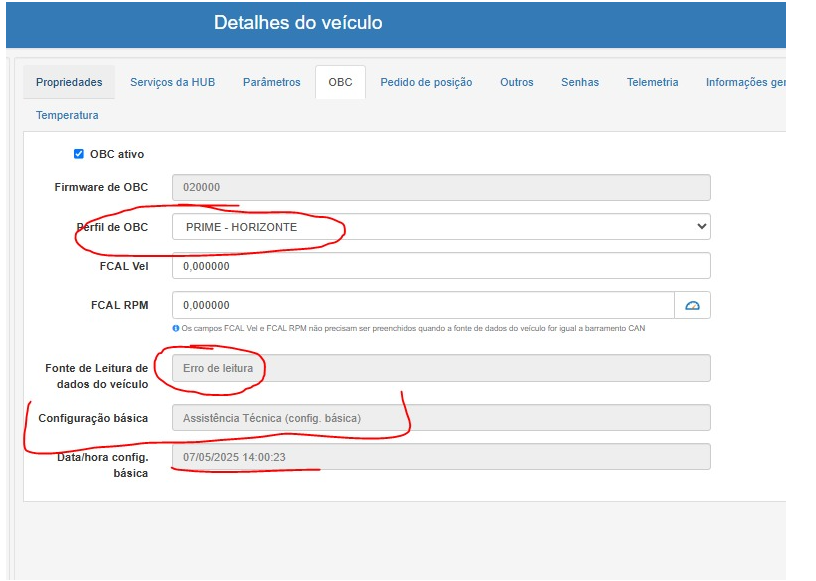 Detalhes do veículo
Propriedades Serviços da HUB Parâmetros OBC Pedido de posição Outros Senhas Telemetria Informações ger
Temperatura
OBC ativo
Firmware de OBC 020000
Perfil de OBC PRIME - HORIZONTE
FCAL Vel 0,000000
FCAL RPM 0,000000
Os campos FCAL Vel e FCAL RPM não precisam ser preenchidos quando a fonte de dados do veículo for igual a barramento CAN
Fonte de Leitura de Erro de leitura
dados do veículo
Configuração básica Assistência Técnica (config. básica)
Data/hora config. 07/05/2025 14:00:23
básica